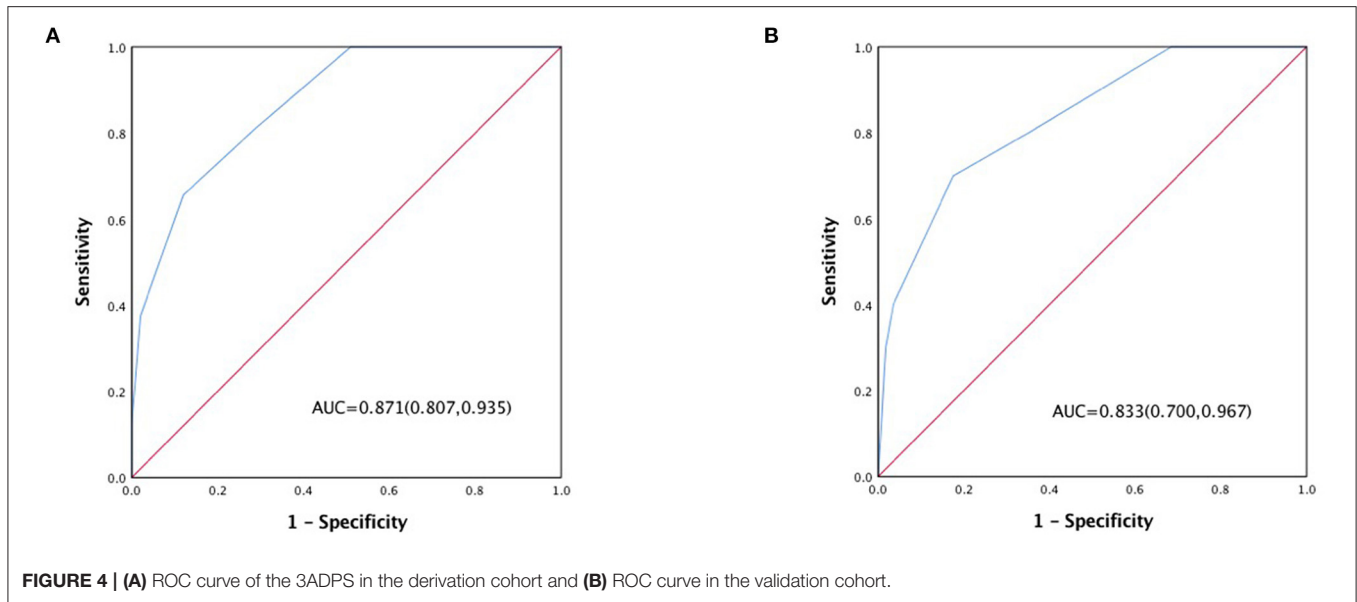 A
1.0
0.8
0.6
0.4
0.2
0.0
Sensitivity
AUC=0.871(0.807,0.935)
0.0 0.2 0.4 0.6 0.8 1.0
1 – Specificity
B
1.0
0.8
0.6
0.4
0.2
0.0
Sensitivity
AUC=0.833(0.700,0.967)
0.0 0.2 0.4 0.6 0.8 1.0
1 – Specificity
FIGURE 4 | (A) ROC curve of the 3ADPS in the derivation cohort and (B) ROC curve in the validation cohort.